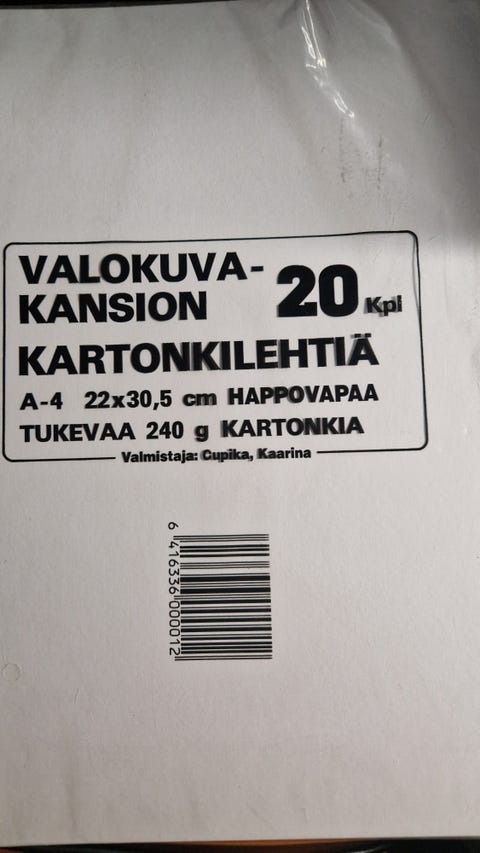 VALOKUVA-
KANSION 20 Kpl
KARTONKILEHTIÄ
A-4 22x30,5 cm HAPPOVAPAA
TUKEVAA 240 g KARTONKIA
Valmistaja: Cupika, Kaarina
6 416336 000012